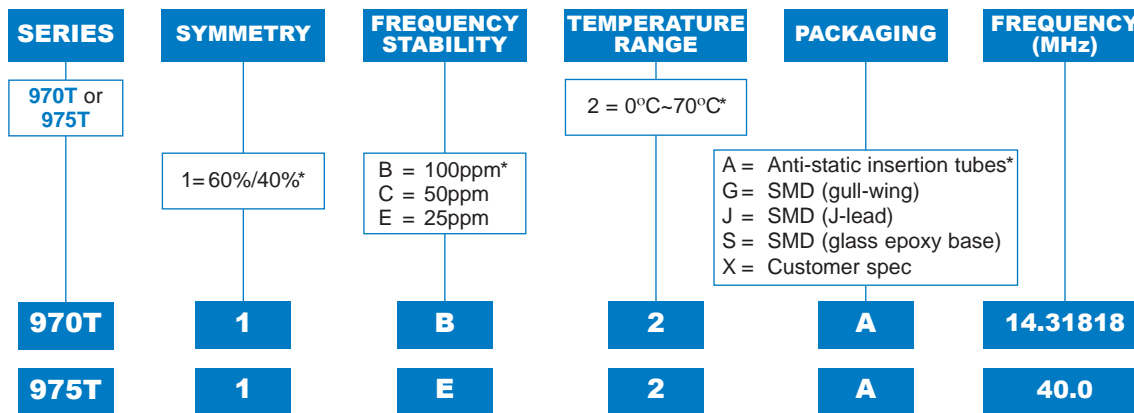 SERIES
SYMMETRY
FREQUENCY
STABILITY
TEMPERATURE
RANGE
PACKAGING
FREQUENCY
(MHz)
970T or
975T
2 = 0°C~70°C*
1= 60%/40%*
B = 100ppm*
C = 50ppm
E = 25ppm
A = Anti-static insertion tubes*
G = SMD (gull-wing)
J = SMD (J-lead)
S = SMD (glass epoxy base)
X = Customer spec
970T 1 B 2 A 14.31818
975T 1 E 2 A 40.0